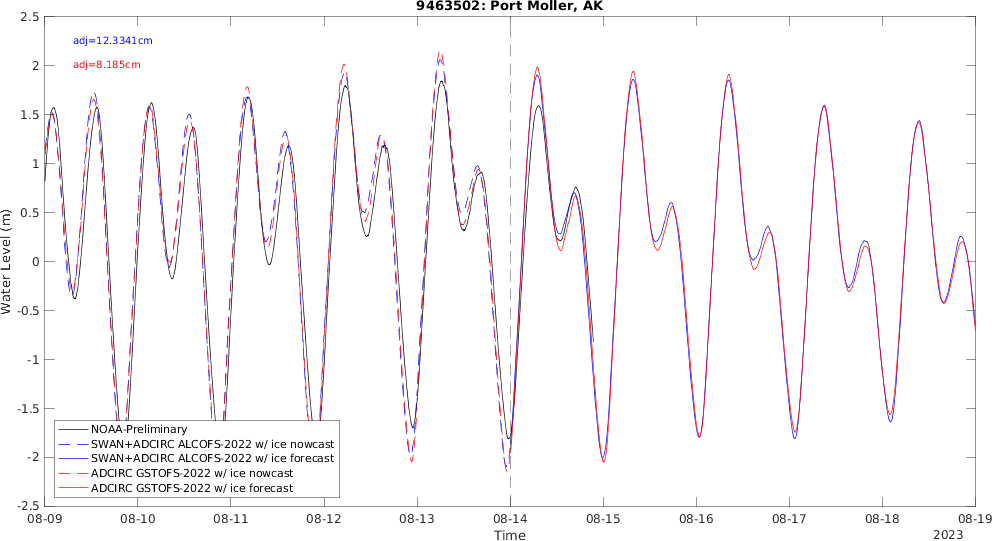 9463502: Port Moller, AK
adj=12.3341cm
adj=8.185cm
Water Level (m)
2.5
2
1.5
1
0.5
0
-0.5
-1
-1.5
-2
-2.5
NOAA-Preliminary
SWAN+ADCIRC ALCOFS-2022 w/ ice nowcast
SWAN+ADCIRC ALCOFS-2022 w/ ice forecast
ADCIRC GSTOFS-2022 w/ ice nowcast
ADCIRC GSTOFS-2022 w/ ice forecast
08-09 08-10 08-11 08-12 08-13 08-14 08-15 08-16 08-17 08-18 08-19
Time
2023